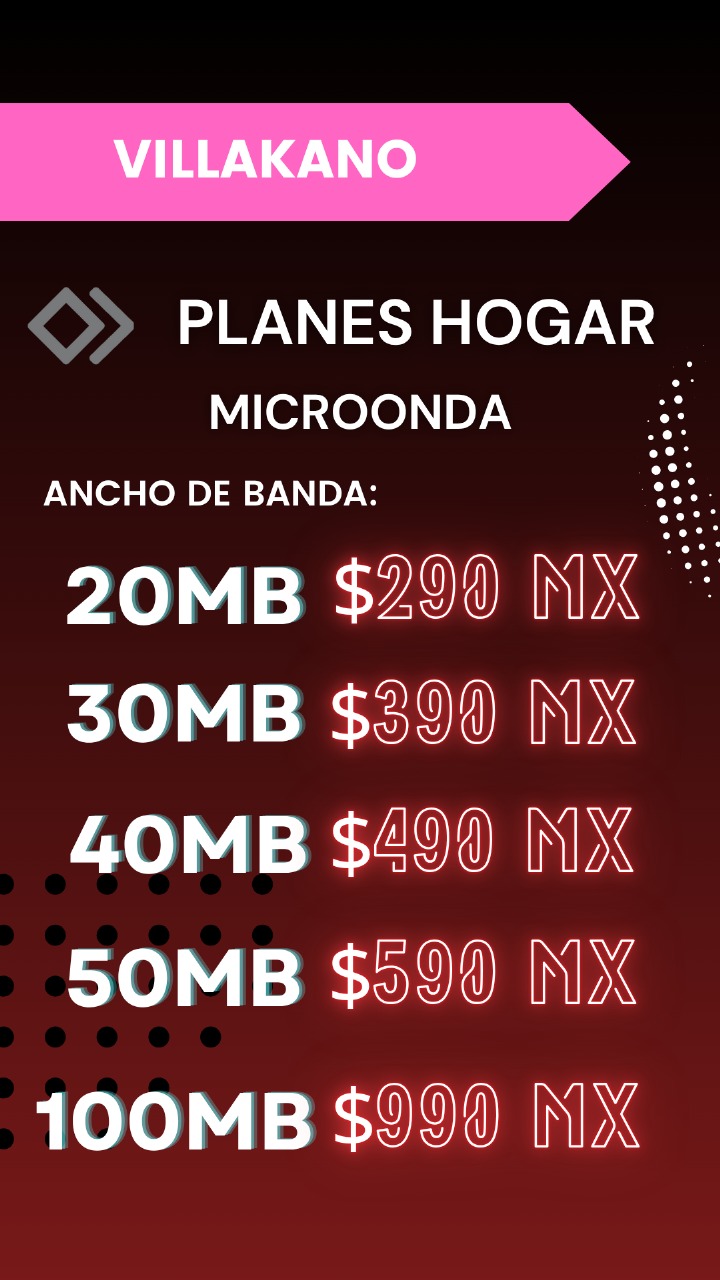 VILLAKANO
PLANES HOGAR
MICROONDA
ANCHO DE BANDA:
20MB $290 MX
30MB $390 MX
40MB $490 MX
50MB $590 MX
100MB $990 MX